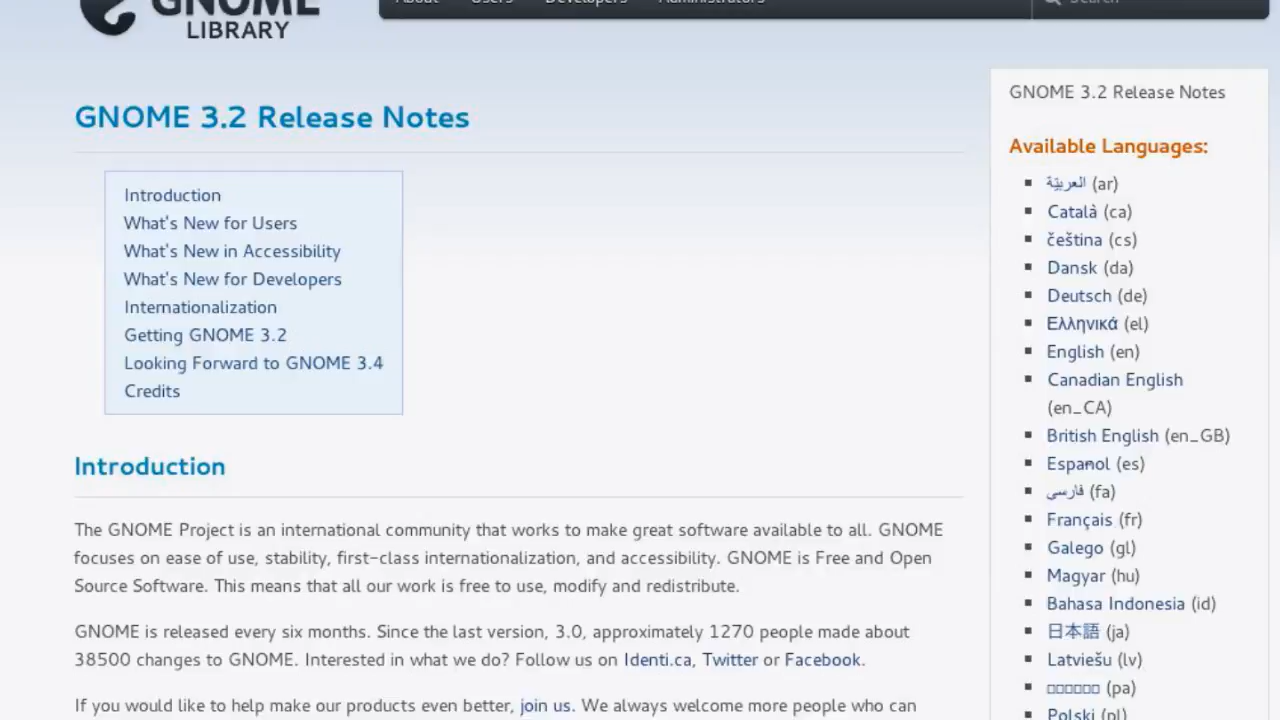 GNOME
LIBRARY
About Users Developers Administrators
Search
GNOME 3.2 Release Notes
Introduction
What's New for Users
What's New in Accessibility
What's New for Developers
Internationalization
Getting GNOME 3.2
Looking Forward to GNOME 3.4
Credits
Introduction
The GNOME Project is an international community that works to make great software available to all. GNOME
focuses on ease of use, stability, first-class internationalization, and accessibility. GNOME is Free and Open
Source Software. This means that all our work is free to use, modify and redistribute.
GNOME is released every six months. Since the last version, 3.0, approximately 1270 people made about
38500 changes to GNOME. Interested in what we do? Follow us on Identi.ca, Twitter or Facebook.
If you would like to help make our products even better, join us. We always welcome more people who can
GNOME 3.2 Release Notes
Available Languages:
العربيّة (ar)
Català (ca)
čeština (cs)
Dansk (da)
Deutsch (de)
Ελληνικά (el)
English (en)
Canadian English
(en_CA)
British English (en_GB)
Español (es)
فارسی (fa)
Français (fr)
Galego (gl)
Magyar (hu)
Bahasa Indonesia (id)
日本語 (ja)
Latviešu (lv)
(pa)
Polski (pl)